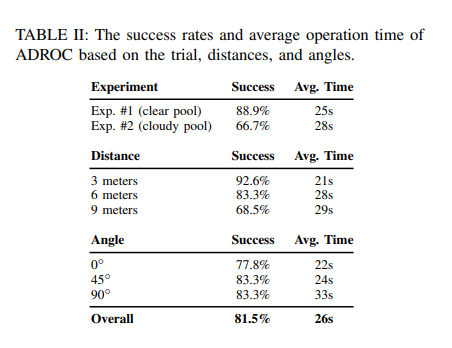 TABLE II: The success rates and average operation time of
ADROC based on the trial, distances, and angles.
Experiment Success Avg. Time
Exp. #1 (clear pool) 88.9% 25s
Exp. #2 (cloudy pool) 66.7% 28s
Distance Success Avg. Time
3 meters 92.6% 21s
6 meters 83.3% 28s
9 meters 68.5% 29s
Angle Success Avg. Time
0° 77.8% 22s
45° 83.3% 24s
90° 83.3% 33s
Overall 81.5% 26s